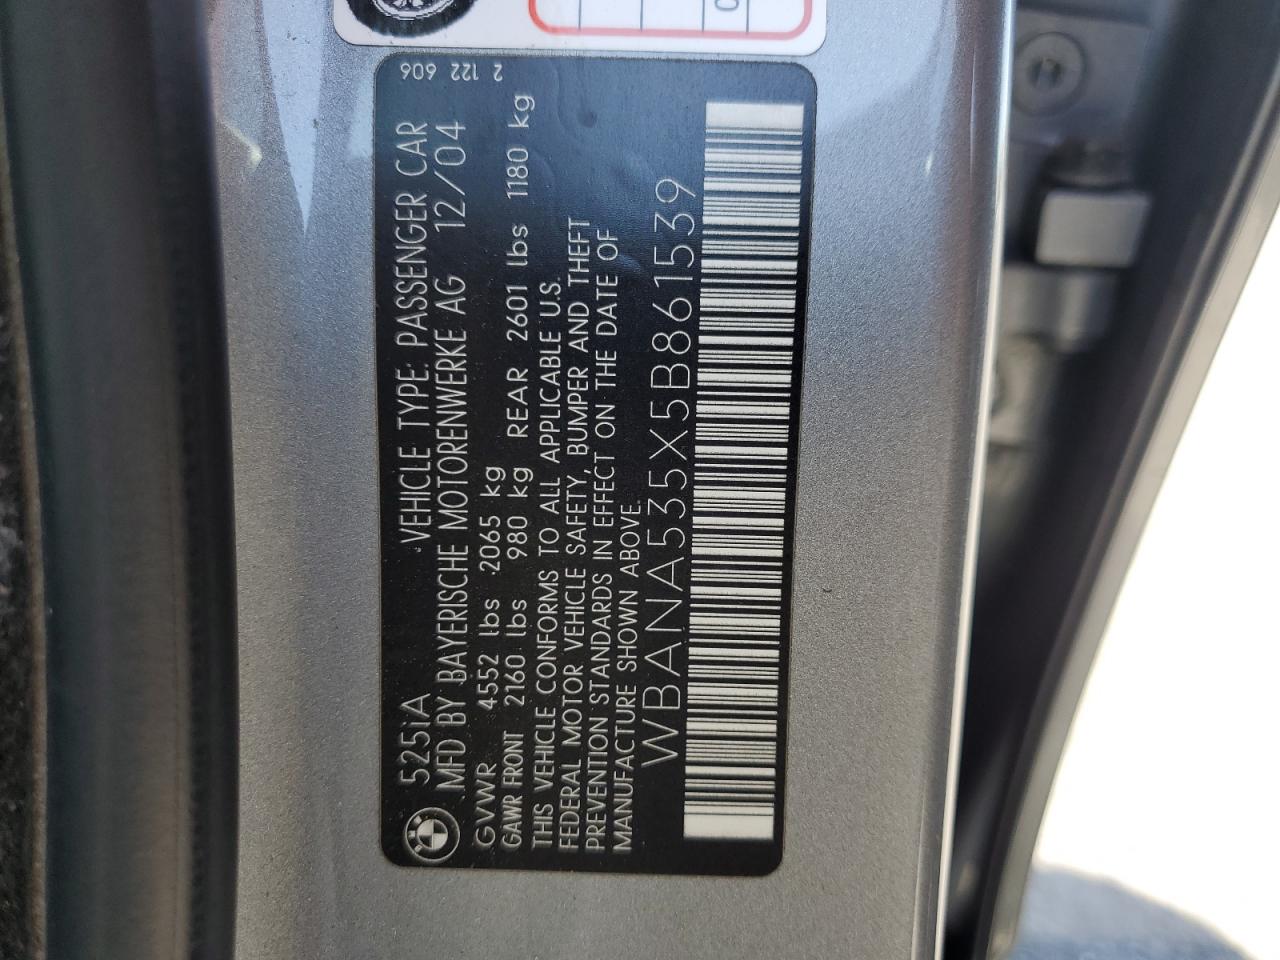 525iA VEHICLE TYPE: PASSENGER CAR
MFD BY BAYERISCHE MOTORENWERKE AG 12/04
GVWR 4552 lbs 2065 kg
GAWR FRONT 2160 lbs 980 kg REAR 2601 lbs 1180 kg
THIS VEHICLE CONFORMS TO ALL APPLICABLE U.S.
FEDERAL MOTOR VEHICLE SAFETY, BUMPER AND THEFT
PREVENTION STANDARDS IN EFFECT ON THE DATE OF
MANUFACTURE SHOWN ABOVE.
WBANA535X5B861539
2 122 606